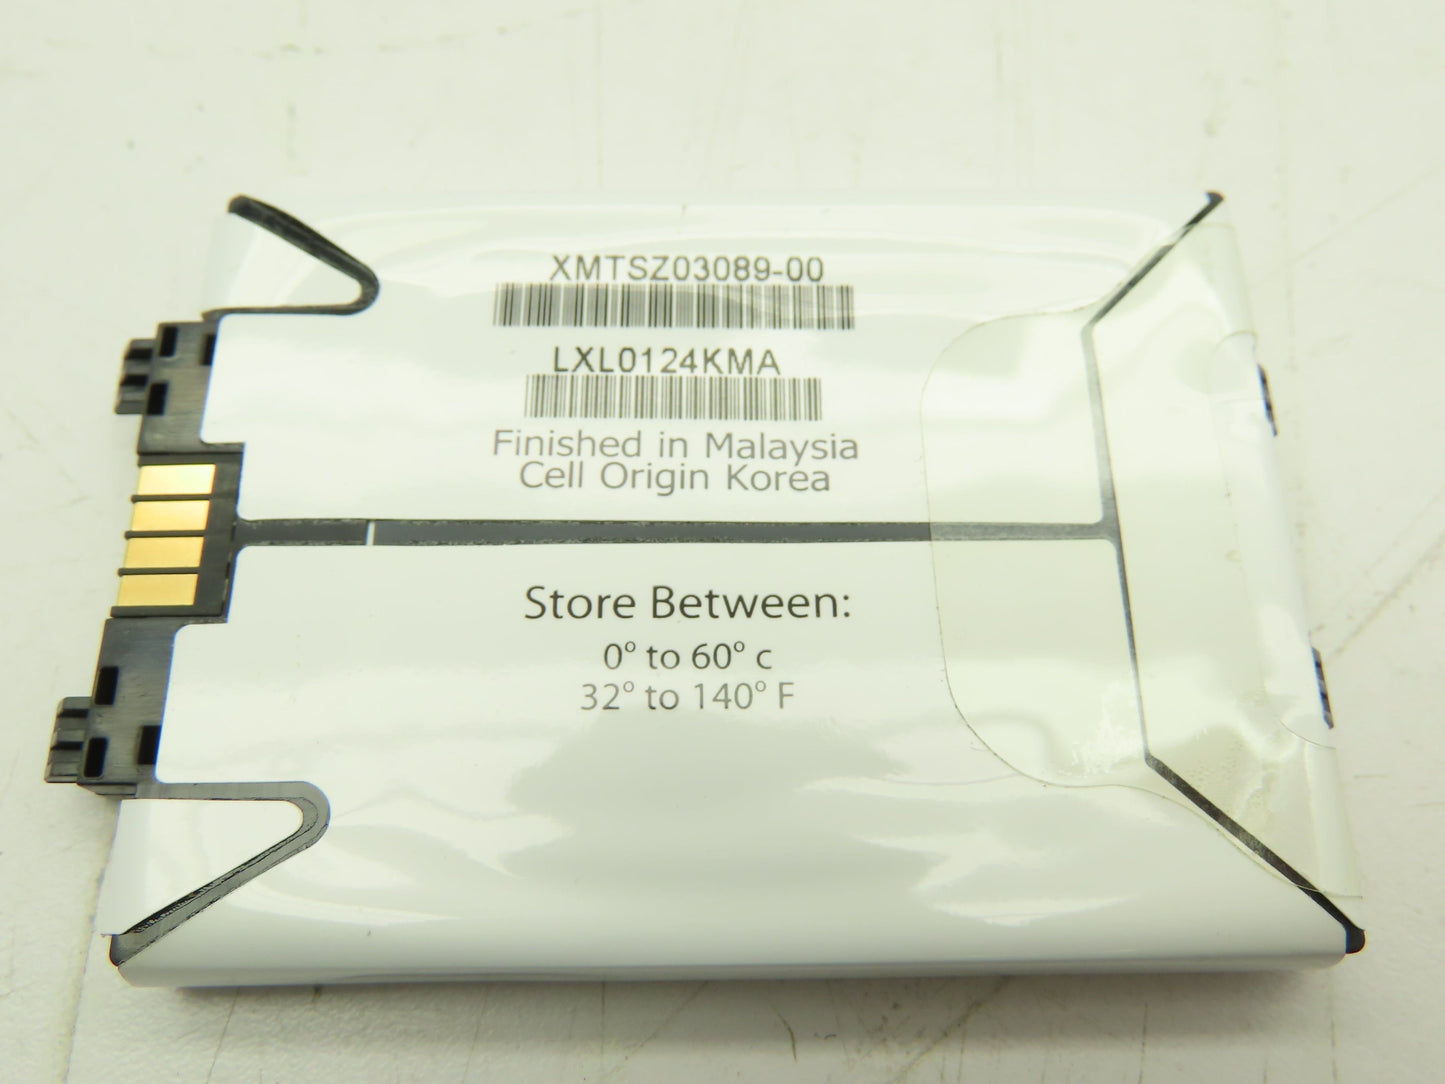 XMTSZ03089-00
LXL0124KMA
Finished in Malaysia
Cell Origin Korea
Store Between:
0° to 60° c
32° to 140° F